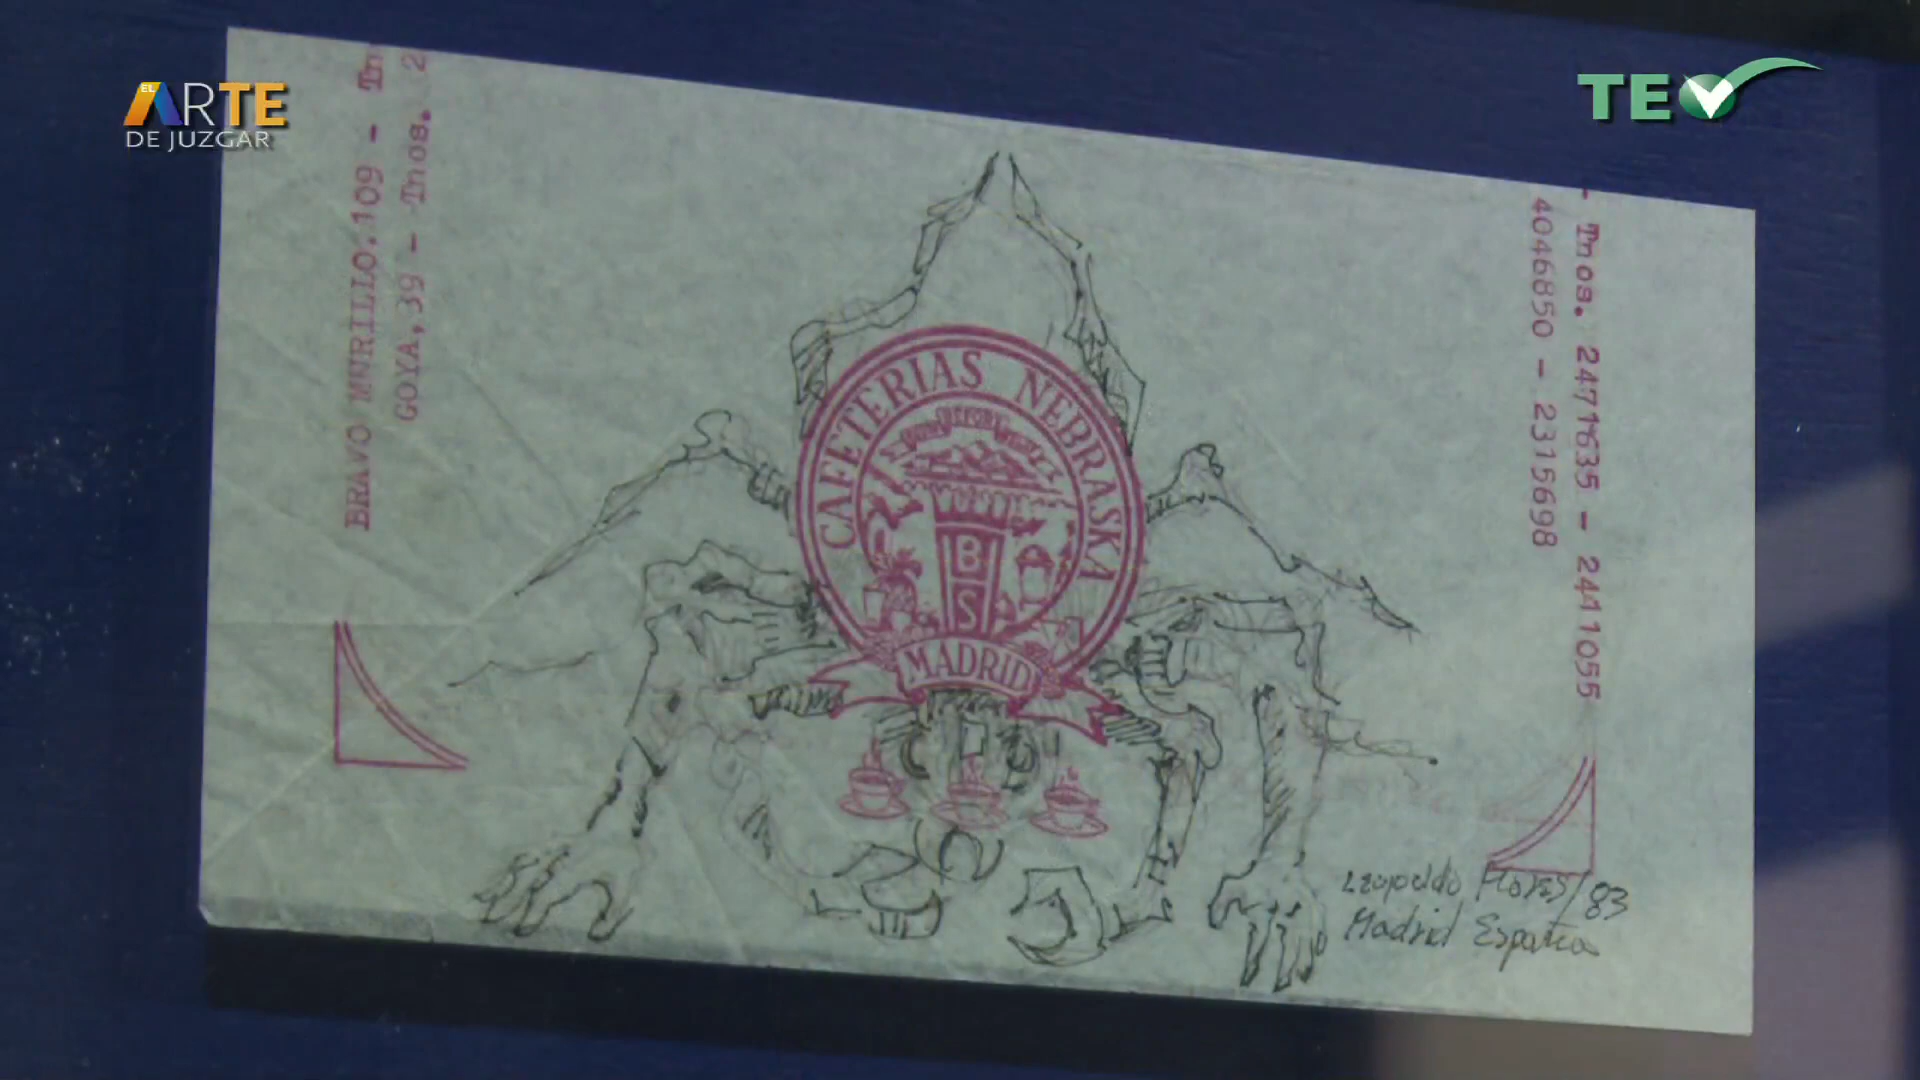 EL ARTE
DE JUZGAR
TEV
BRAVO MURILLO.109 - Tn
GOYA,39 - Tnos. 2
CAFETERIAS NEBRASKA
B
S
MADRID
- Tnos. 2471635 - 2411055
4046850 - 2315698
Leopoldo Flores/83
Madrid España